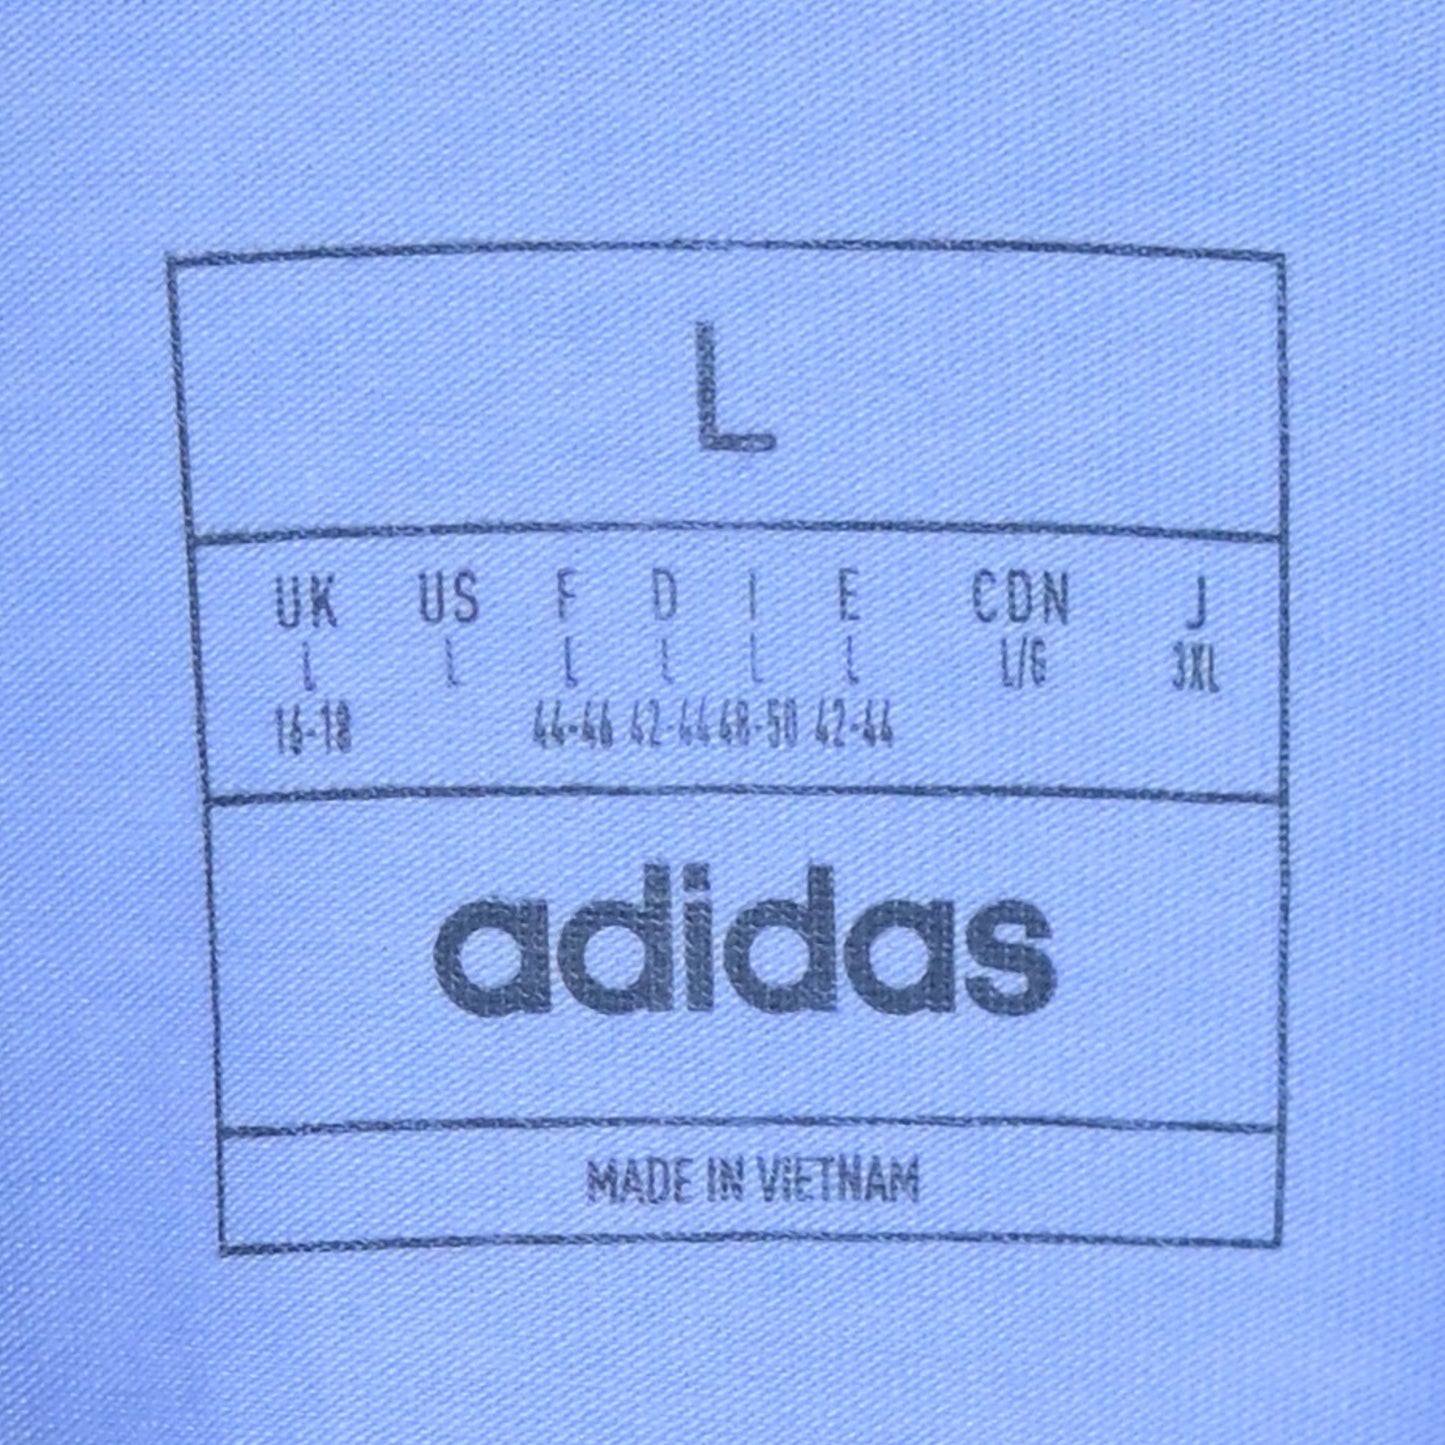 L
UK US F D I E CDN J
L L L L L L L/G 3XL
16-18 44-46 42-44 48-50 42-44
adidas
MADE IN VIETNAM